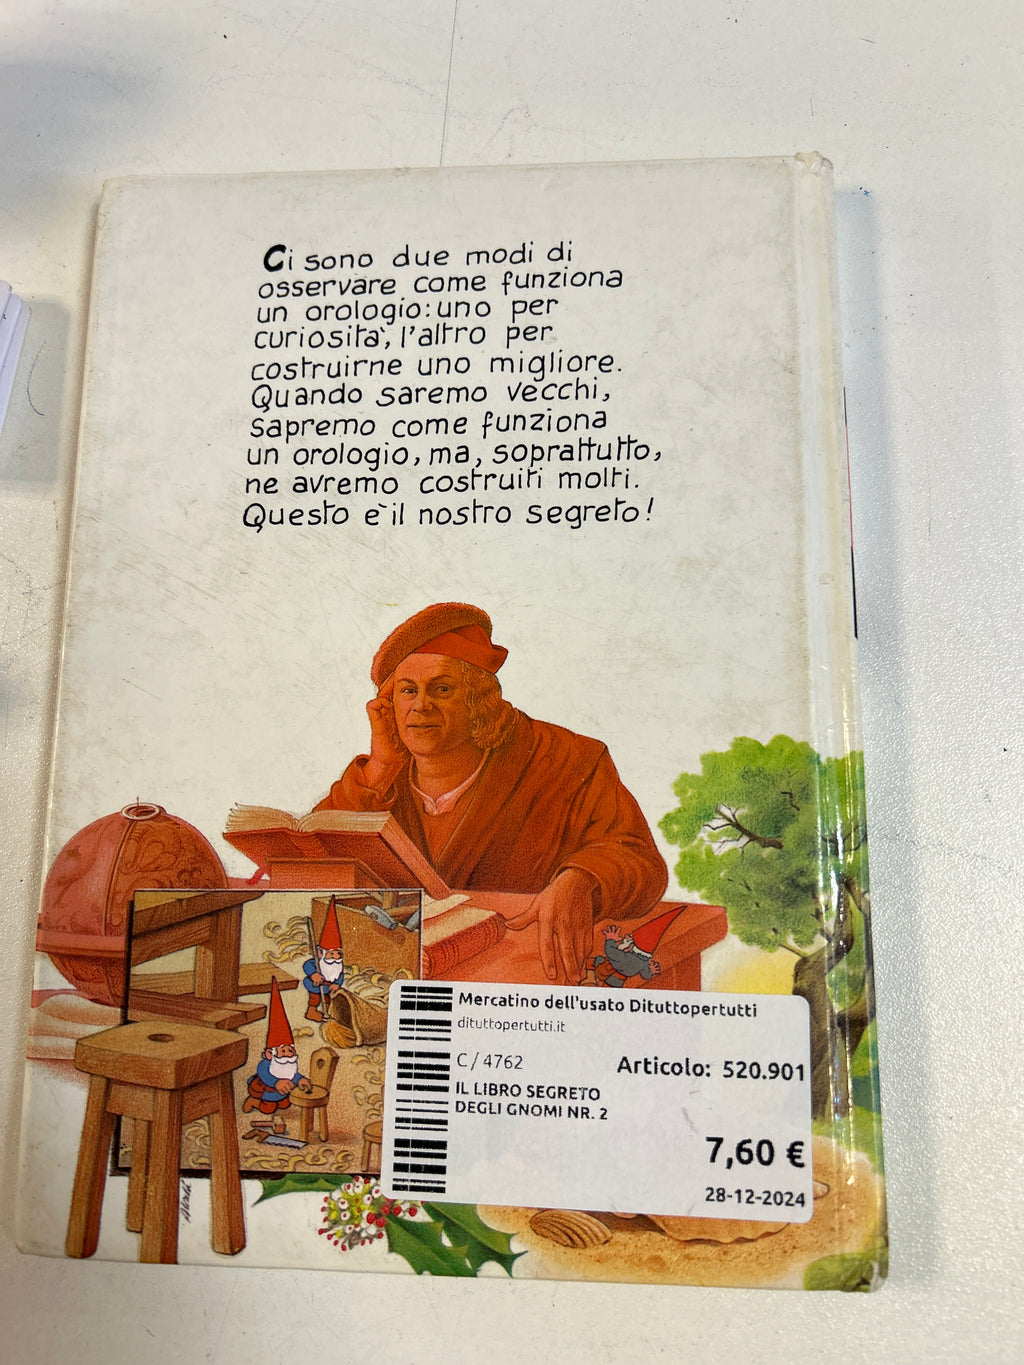 Ci sono due modi di
osservare come funziona
un orologio: uno per
curiosità, l'altro per
costruirne uno migliore.
Quando saremo vecchi,
sapremo come funziona
un orologio, ma, soprattutto,
ne avremo costruiti molti.
Questo è il nostro segreto!
Mercatino dell'usato Dituttopertutti
dituttopertutti.it
C / 4762
Articolo: 520.901
IL LIBRO SEGRETO
DEGLI GNOMI NR. 2
7,60 €
28-12-2024